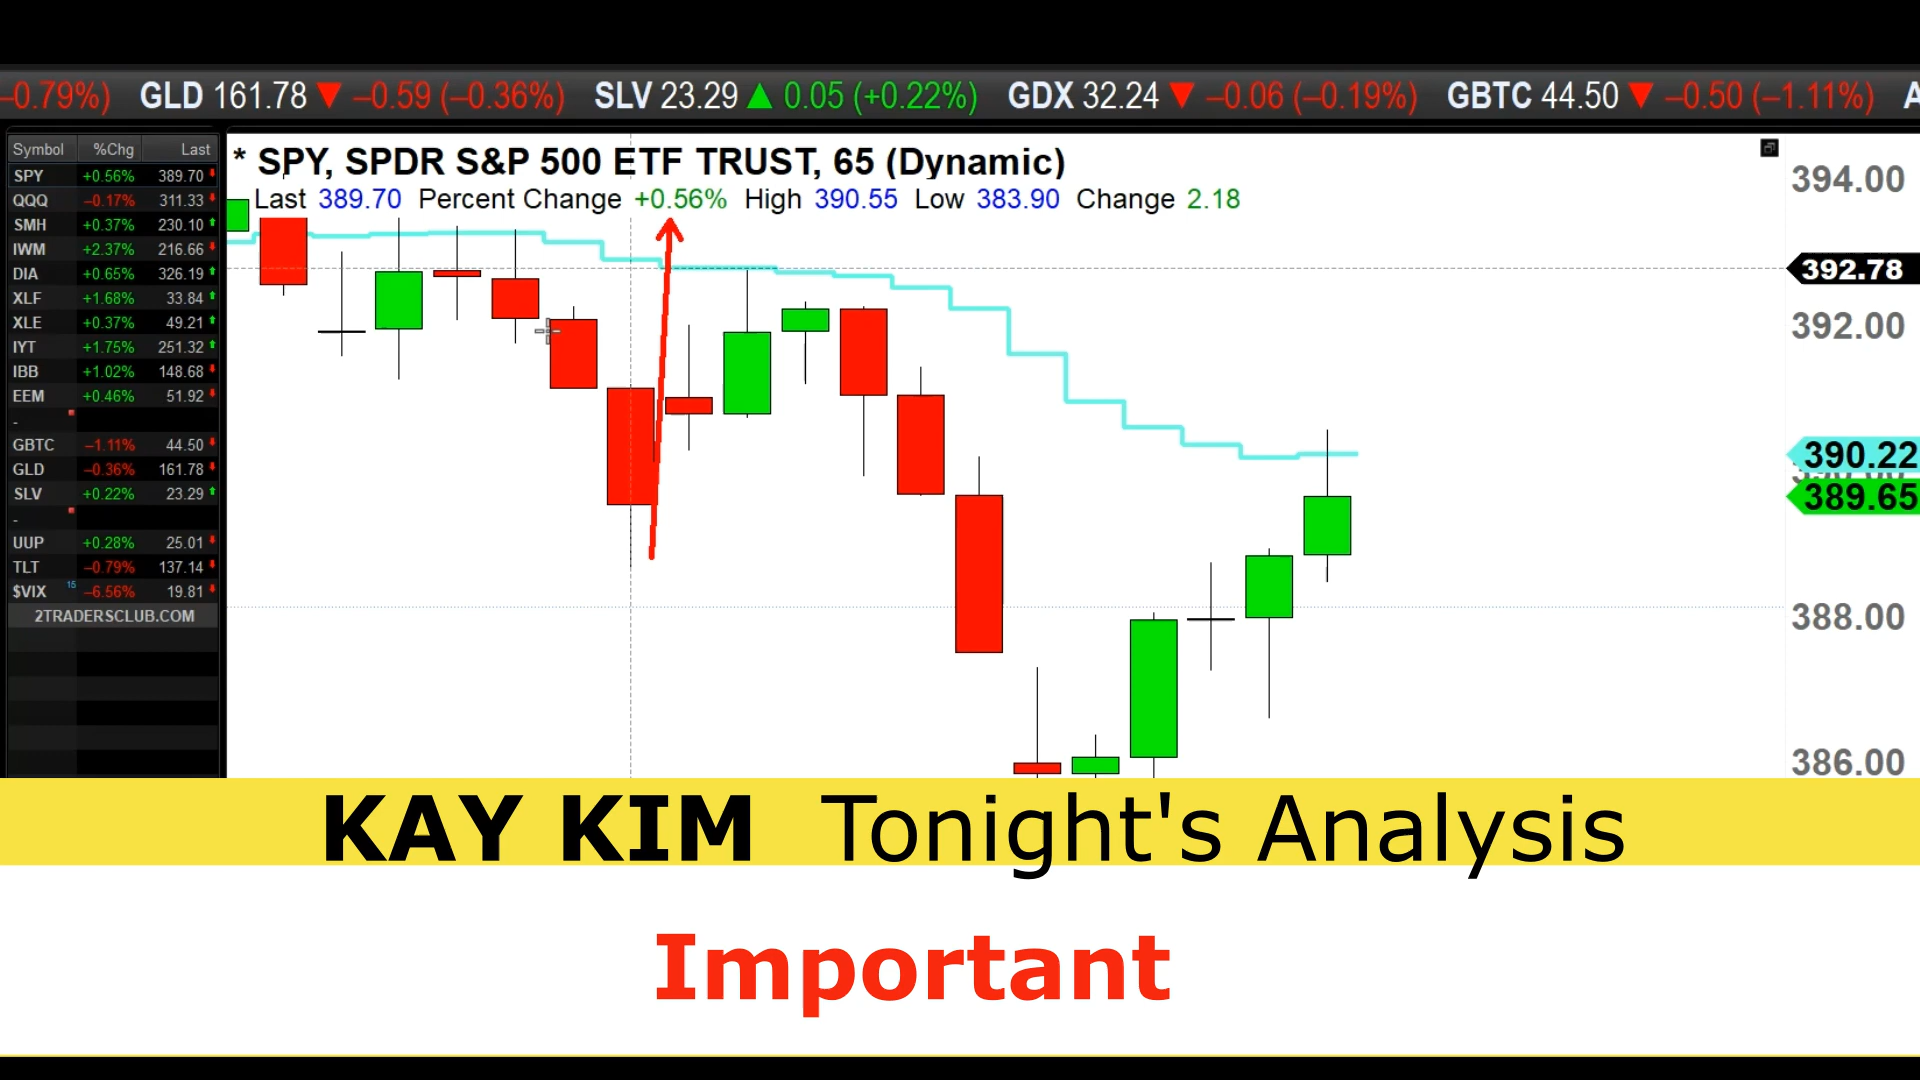 –0.79%) GLD 161.78 ▼ –0.59 (–0.36%) SLV 23.29 ▲ 0.05 (+0.22%) GDX 32.24 ▼ –0.06 (–0.19%) GBTC 44.50 ▼ –0.50 (–1.11%) A
Symbol %Chg Last
SPY +0.56% 389.70
QQQ –0.17% 311.33
SMH +0.37% 230.10
IWM +2.37% 216.66
DIA +0.65% 326.19
XLF +1.68% 33.84
XLE +0.37% 49.21
IYT +1.75% 251.32
IBB +1.02% 148.68
EEM +0.46% 51.92
-
GBTC –1.11% 44.50
GLD –0.36% 161.78
SLV +0.22% 23.29
-
UUP +0.28% 25.01
TLT –0.79% 137.14
$VIX 15 –6.56% 19.81
2TRADERSCLUB.COM
* SPY, SPDR S&P 500 ETF TRUST, 65 (Dynamic)
Last 389.70 Percent Change +0.56% High 390.55 Low 383.90 Change 2.18
394.00
392.78
392.00
390.22
389.65
388.00
386.00
KAY KIM Tonight's Analysis
Important